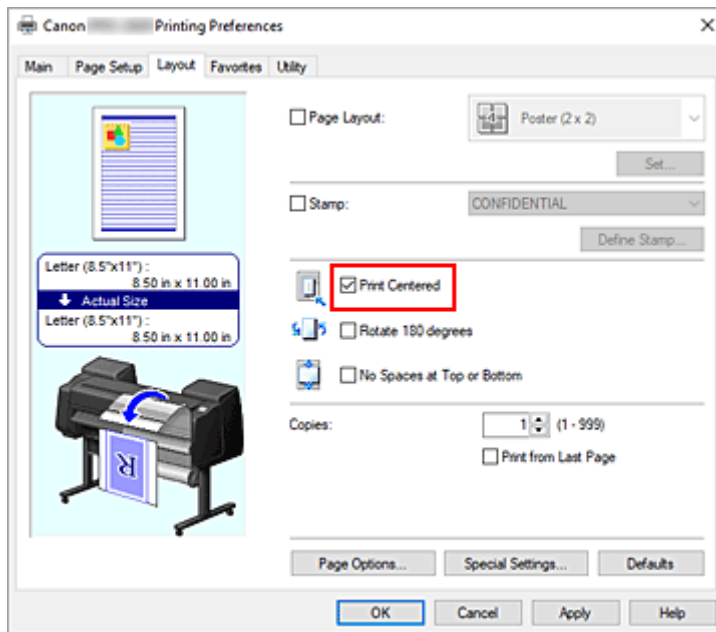 Canon Printing Preferences
Main Page Setup Layout Favorites Utility
Page Layout: Poster (2 x 2)
Set...
Stamp: CONFIDENTIAL
Define Stamp...
Letter (8.5"x11") :
8.50 in x 11.00 in
Actual Size
Letter (8.5"x11") :
8.50 in x 11.00 in
Print Centered
Rotate 180 degrees
No Spaces at Top or Bottom
Copies: 1 (1 - 999)
Print from Last Page
R
Page Options... Special Settings... Defaults
OK Cancel Apply Help